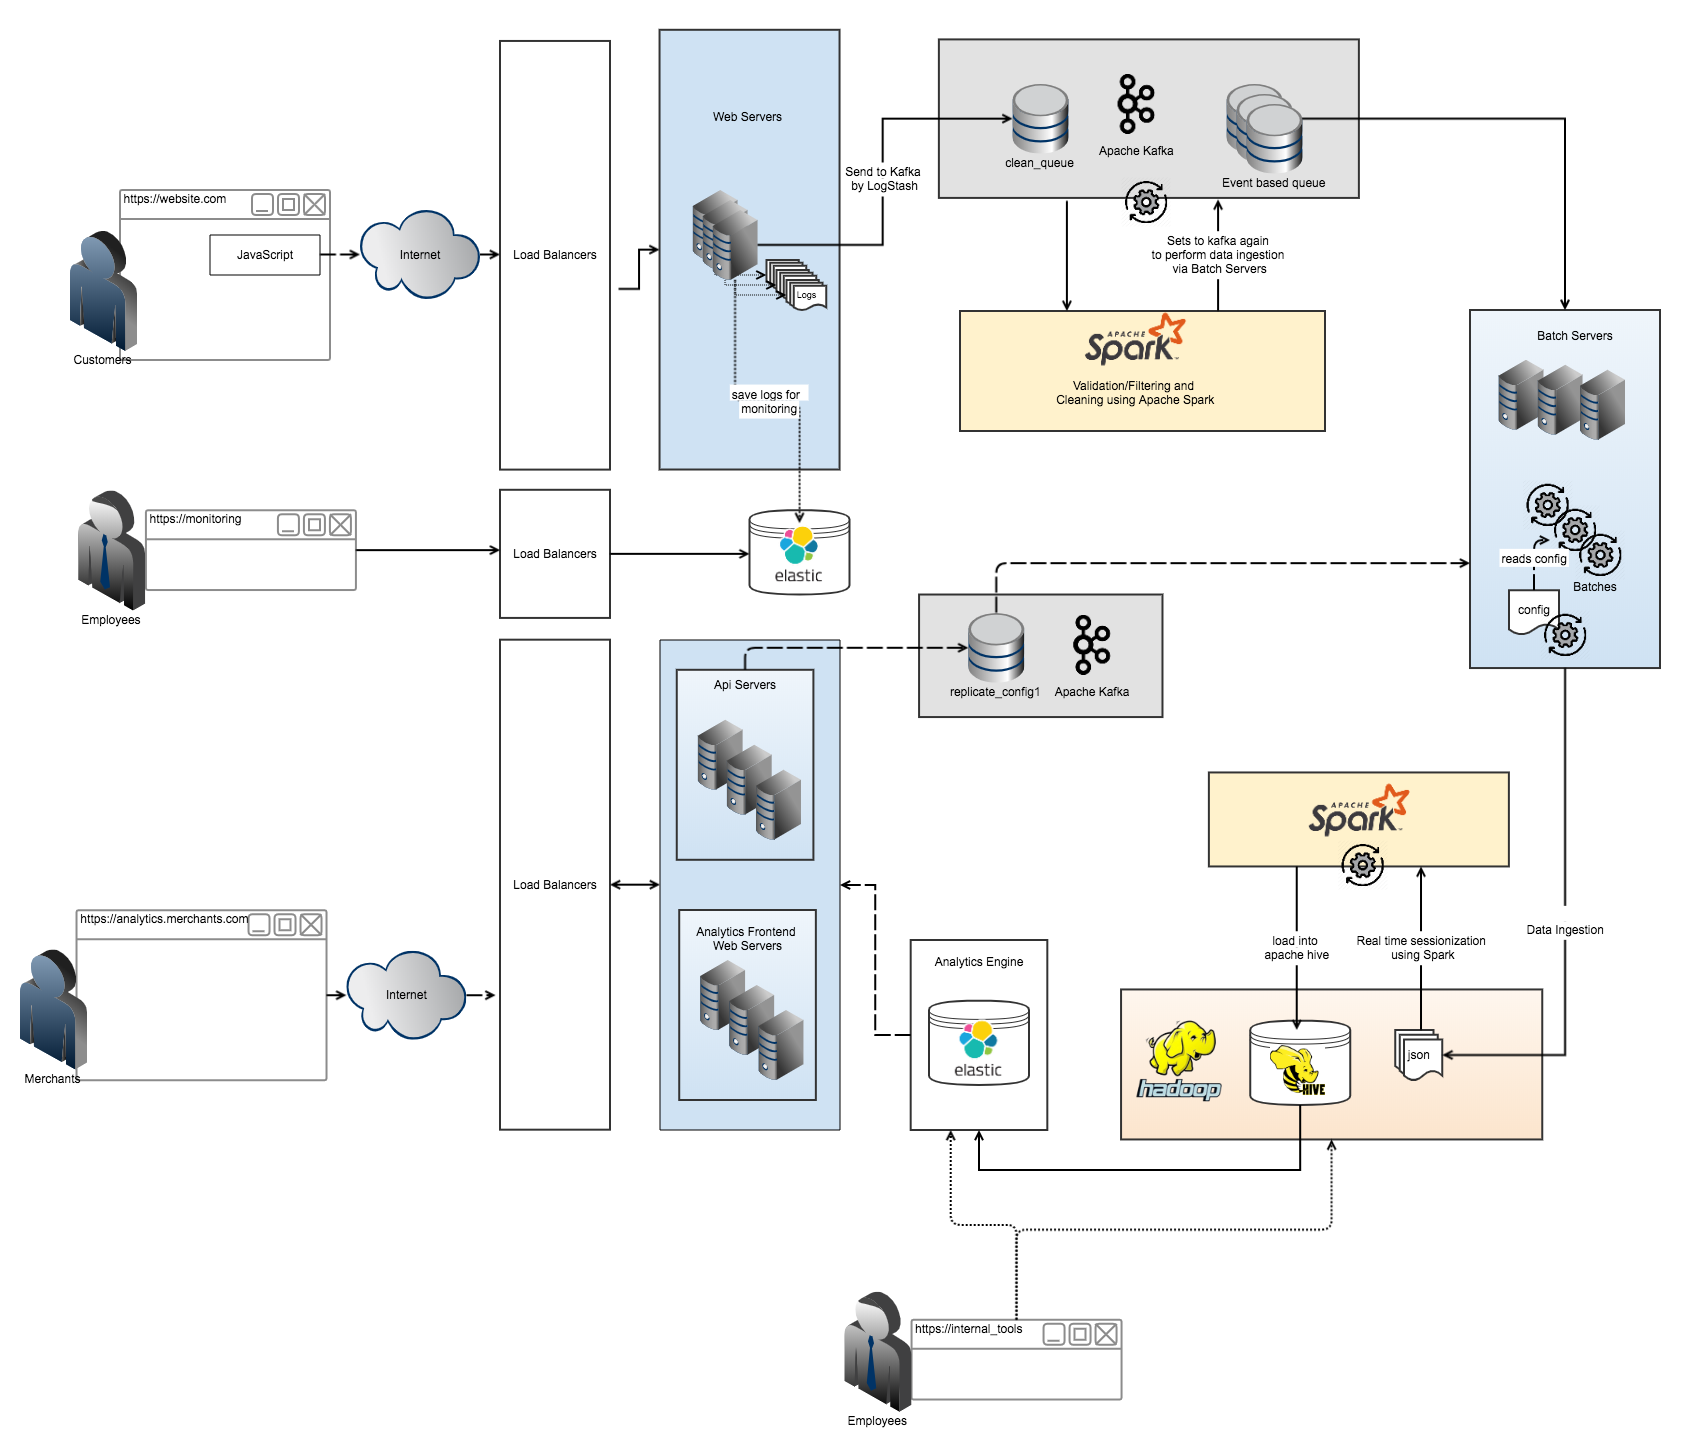 Web Servers
Apache Kafka
clean_queue
Event based queue
Send to Kafka
by LogStash
https://website.com
JavaScript
Internet
Load Balancers
Customers
Logs
save logs for
monitoring
Sets to kafka again
to perform data ingestion
via Batch Servers
APACHE
Spark™
Validation/Filtering and
Cleaning using Apache Spark
Batch Servers
reads config
Batches
config
https://monitoring
Load Balancers
Employees
elastic
replicate_config1
Apache Kafka
Api Servers
Load Balancers
Analytics Frontend
Web Servers
https://analytics.merchants.com
Internet
Merchants
Analytics Engine
elastic
APACHE
Spark™
load into
apache hive
Real time sessionization
using Spark
Data Ingestion
hadoop
HIVE
json
https://internal_tools
Employees